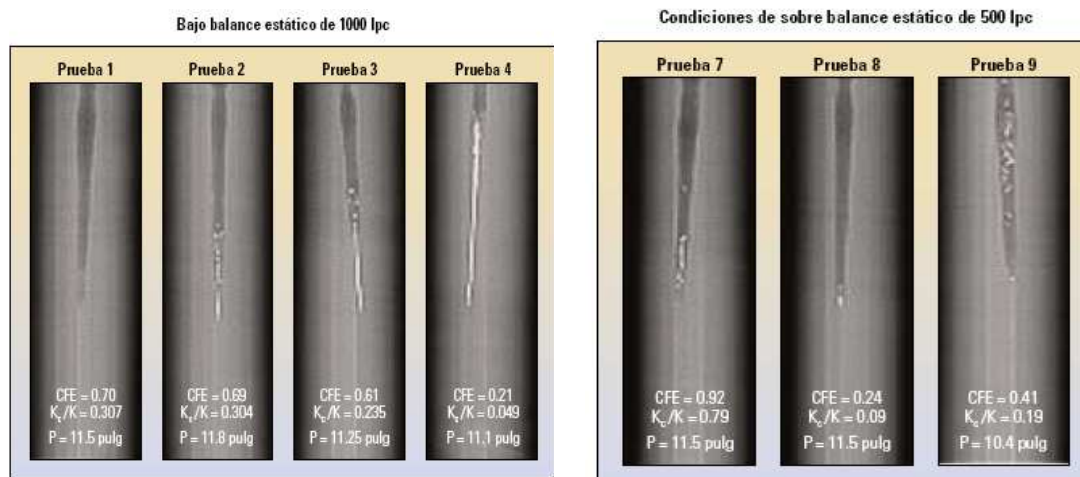 Bajo balance estático de 1000 lpc
Prueba 1
Prueba 2
Prueba 3
Prueba 4
CFE = 0.70
Kc/K = 0.307
P = 11.5 pulg
CFE = 0.69
Kc/K = 0.304
P = 11.8 pulg
CFE = 0.61
Kc/K = 0.235
P = 11.25 pulg
CFE = 0.21
Kc/K = 0.049
P = 11.1 pulg
Condiciones de sobre balance estático de 500 lpc
Prueba 7
Prueba 8
Prueba 9
CFE = 0.92
Kc/K = 0.79
P = 11.5 pulg
CFE = 0.24
Kc/K = 0.09
P = 11.5 pulg
CFE = 0.41
Kc/K = 0.19
P = 10.4 pulg